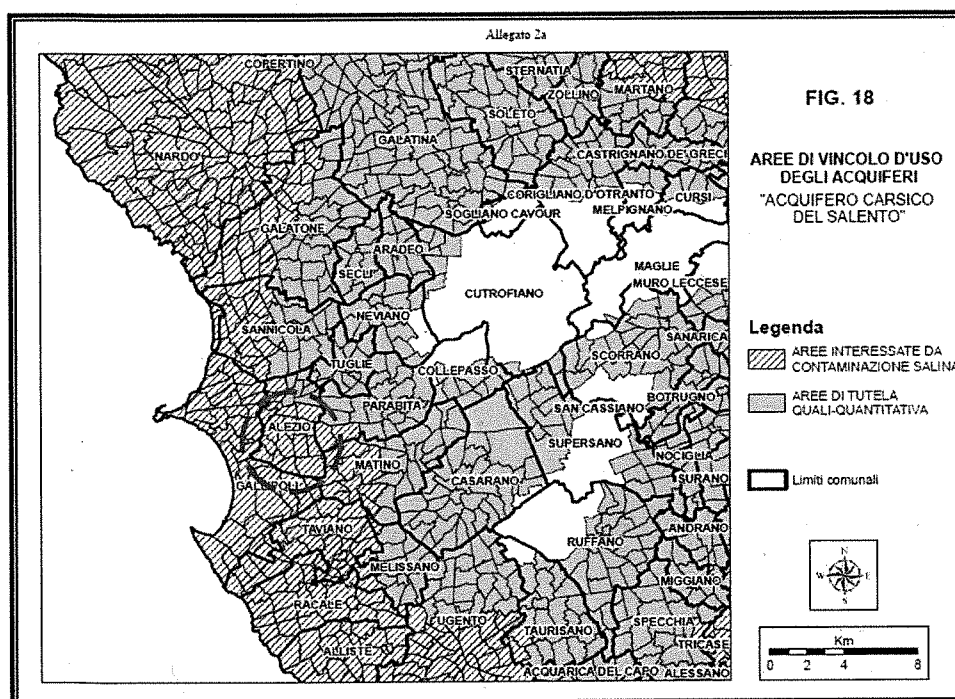 Allegato 2a
FIG. 18
AREE DI VINCOLO D'USO
DEGLI ACQUIFERI
"ACQUIFERO CARSICO
DEL SALENTO"
COPERTINO
STERNATIA
ZOLLINO
MARTANO
SOLETO
GALATINA
NARDO
CASTRIGNANO DE' GRECI
CORIGLIANO D'OTRANTO
CURSI
MELPIGNANO
SOGLIANO CAVOUR
GALATONE
ARADEO
SECLI'
MAGLIE
MURO LECCESE
CUTROFIANO
NEVIANO
SANNICOLA
SANARICA
SCORRANO
TUGLIE
COLLEPASSO
BOTRUGNO
PARABITA
SAN CASSIANO
ALEZIO
SUPERSANO
NOCIGLIA
MATINO
CASARANO
SURANO
GALLIPOLI
TAVIANO
ANDRANO
RUFFANO
MELISSANO
MIGGIANO
RACALE
UGENTO
SPECCHIA
TAURISANO
TRICASE
ALLISTE
ACQUARICA DEL CAPO
ALESSANO
Legenda
AREE INTERESSATE DA
CONTAMINAZIONE SALINA
AREE DI TUTELA
QUALI-QUANTITATIVA
Limiti comunali
N
W E
S
Km
0 2 4 8